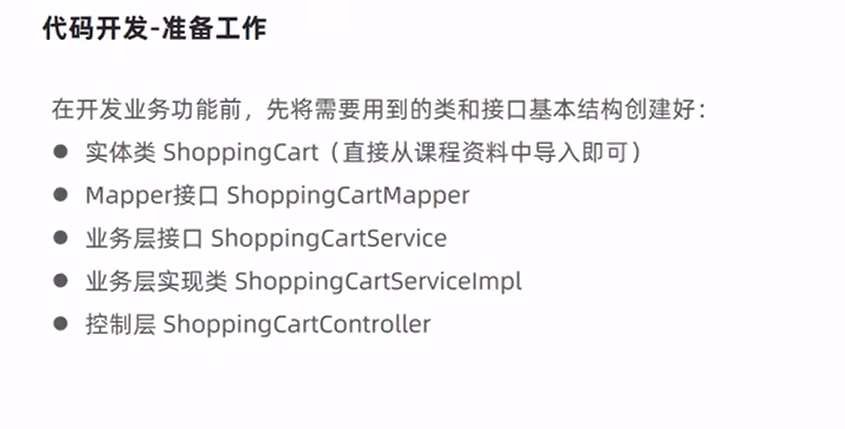 代码开发-准备工作
在开发业务功能前，先将需要用到的类和接口基本结构创建好：
● 实体类 ShoppingCart（直接从课程资料中导入即可）
● Mapper接口 ShoppingCartMapper
● 业务层接口 ShoppingCartService
● 业务层实现类 ShoppingCartServiceImpl
● 控制层 ShoppingCartController